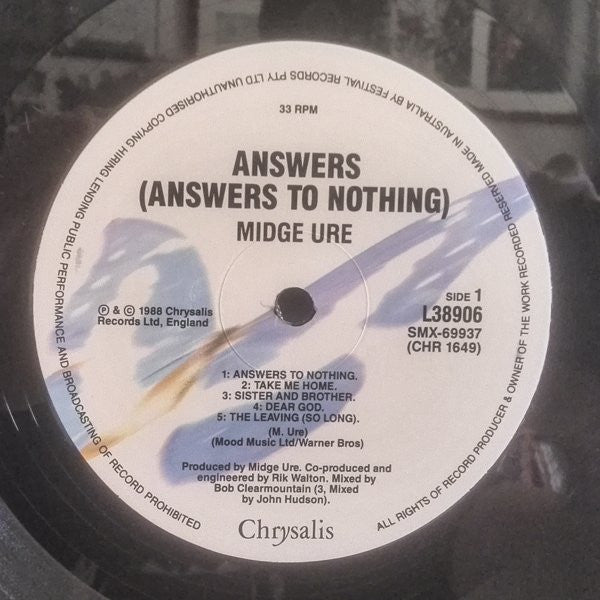 33 RPM
ANSWERS
(ANSWERS TO NOTHING)
MIDGE URE
Ⓟ & © 1988 Chrysalis
Records Ltd, England
SIDE 1
L38906
SMX-69937
(CHR 1649)
1: ANSWERS TO NOTHING.
2: TAKE ME HOME.
3: SISTER AND BROTHER.
4: DEAR GOD.
5: THE LEAVING (SO LONG).
(M. Ure)
(Mood Music Ltd/Warner Bros)
Produced by Midge Ure. Co-produced and
engineered by Rik Walton. Mixed by
Bob Clearmountain (3, Mixed
by John Hudson).
Chrysalis
ALL RIGHTS OF RECORD PRODUCER & OWNER OF THE WORK RECORDED RESERVED MADE IN AUSTRALIA BY FESTIVAL RECORDS PTY LTD UNAUTHORISED COPYING HIRING LENDING PUBLIC PERFORMANCE AND BROADCASTING OF RECORD PROHIBITED